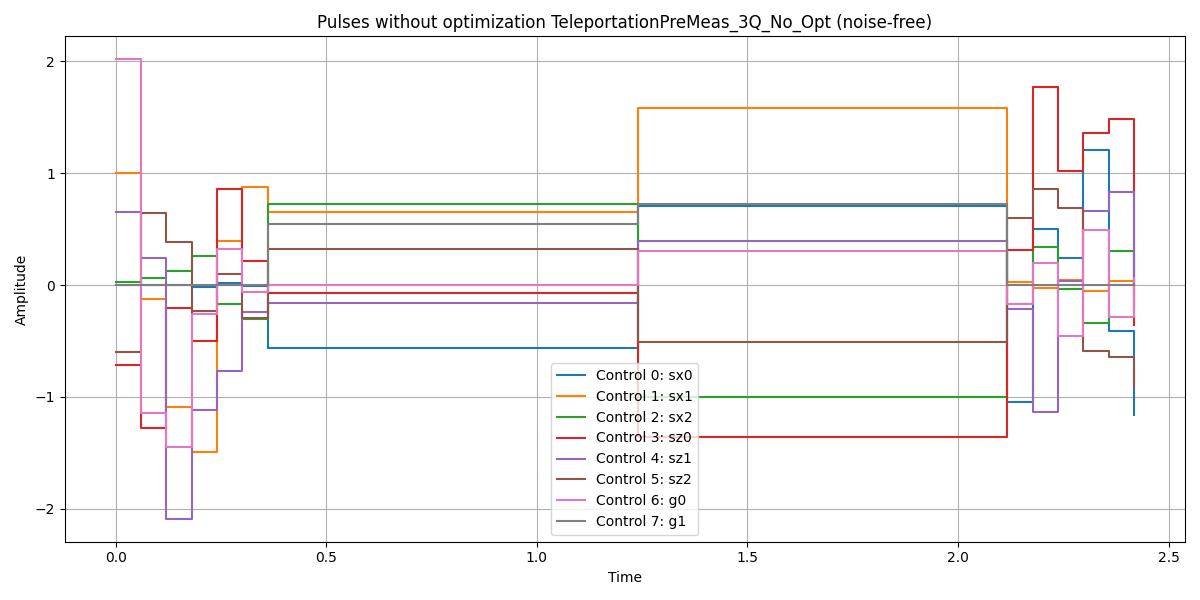 Pulses without optimization TeleportationPreMeas_3Q_No_Opt (noise-free)
Amplitude
2
1
0
−1
−2
Control 0: sx0
Control 1: sx1
Control 2: sx2
Control 3: sz0
Control 4: sz1
Control 5: sz2
Control 6: g0
Control 7: g1
0.0 0.5 1.0 1.5 2.0 2.5
Time